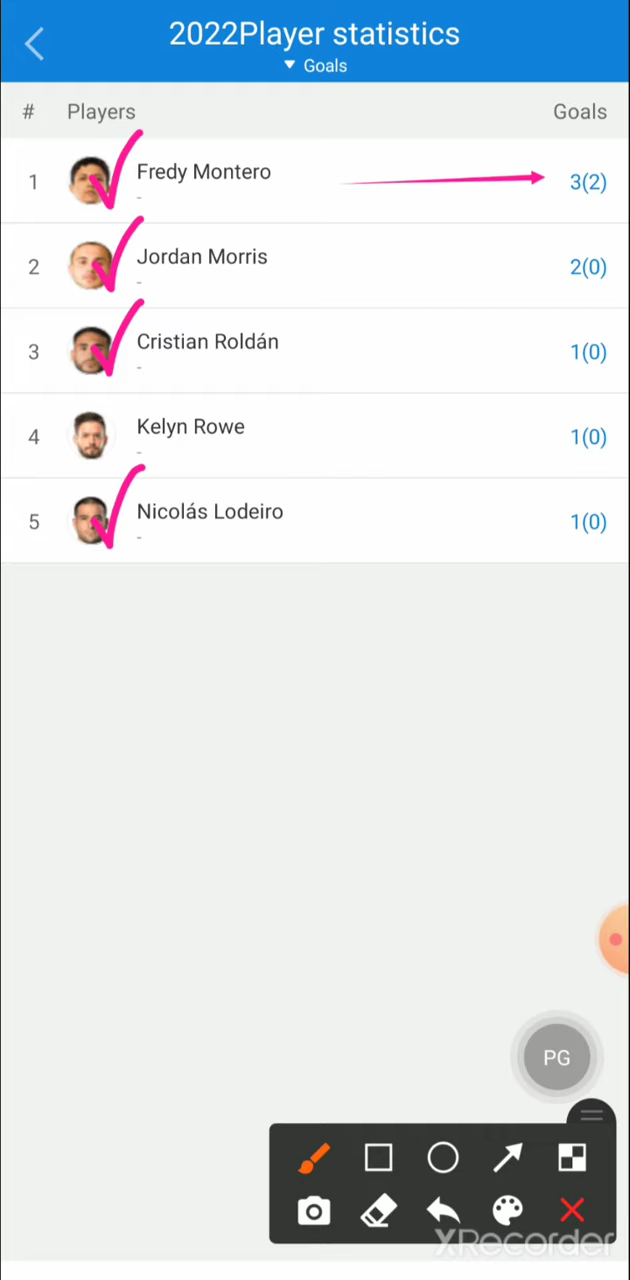 2022Player statistics
Goals
# Players Goals
1 Fredy Montero 3(2)
-
2 Jordan Morris 2(0)
-
3 Cristian Roldán 1(0)
-
4 Kelyn Rowe 1(0)
-
5 Nicolás Lodeiro 1(0)
-
PG
XRecorder